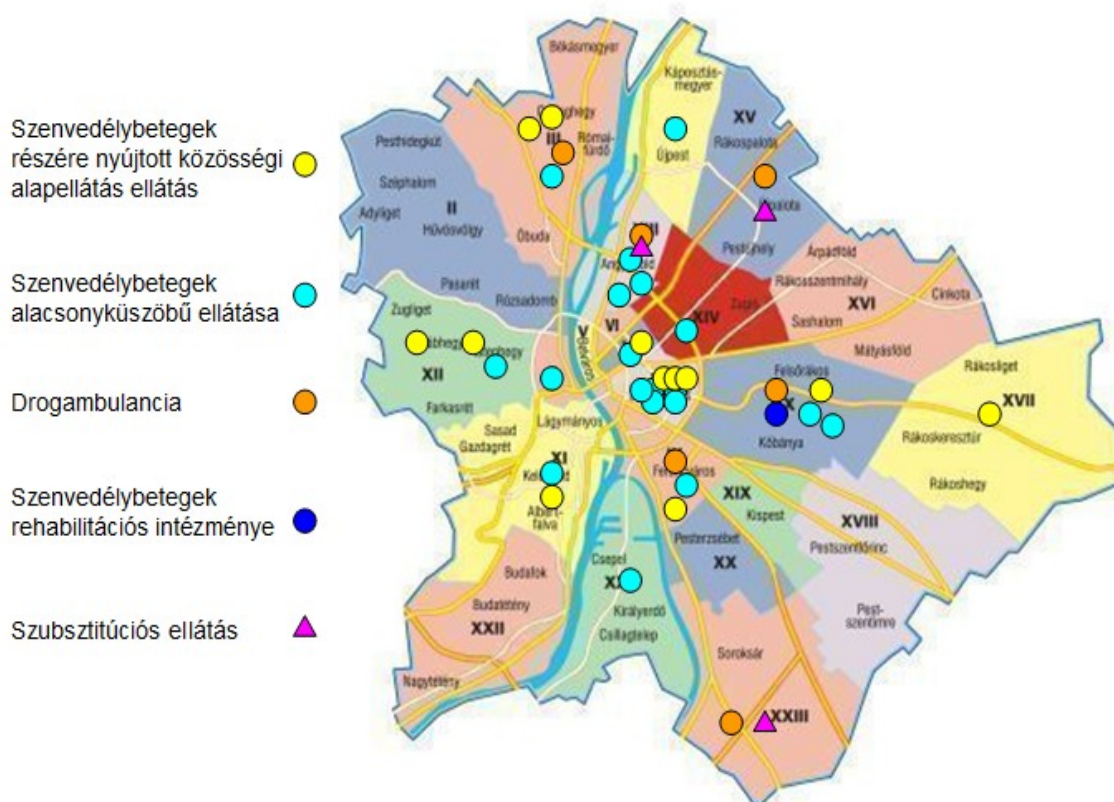 Szenvedélybetegek
részére nyújtott közösségi
alapellátás ellátás
Szenvedélybetegek
alacsonyküszöbű ellátása
Drogambulancia
Szenvedélybetegek
rehabilitációs intézménye
Szubsztitúciós ellátás
Békásmegyer
Káposztás-
megyer
XV
Rákospalota
Pesthidegkút
III
Római-
fürdő
Újpest
Széphalom
Adyliget
II
Hűvösvölgy
Óbuda
Pestújhely
Árpádföld
Pasarét
Rákosszentmihály
Cinkota
Zugliget
Rózsadomb
XVI
XIV
Sashalom
V
VI
Belváros
Mátyásföld
XII
Felsőrákos
Rákosliget
Farkasrét
XVII
Lágymányos
Sasad
Gazdagrét
Kőbánya
Rákoskeresztúr
XI
Rákoshegy
XIX
Kispest
Albert-
falva
XVIII
Pestszentlőrinc
Pesterzsébet
XX
Csepel
Budafok
Királyerdő
Budatétény
XXII
Csillagtelep
Pest-
szentimre
Soroksár
Nagytétény
XXIII